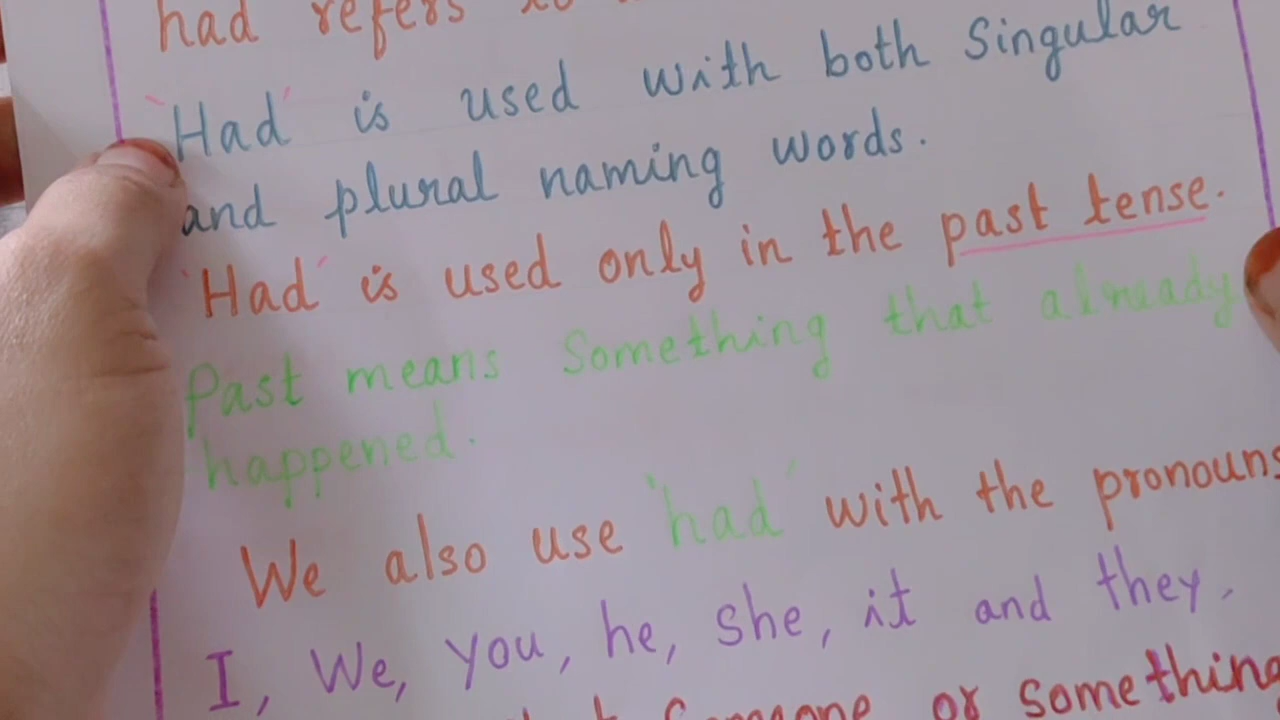 had refers to
'Had' is used with both Singular
and plural naming words.
'Had' is used only in the past tense.
Past means Something that already
happened.
We also use 'had' with the pronouns
I, We, you, he, she, it and they.
Someone or something